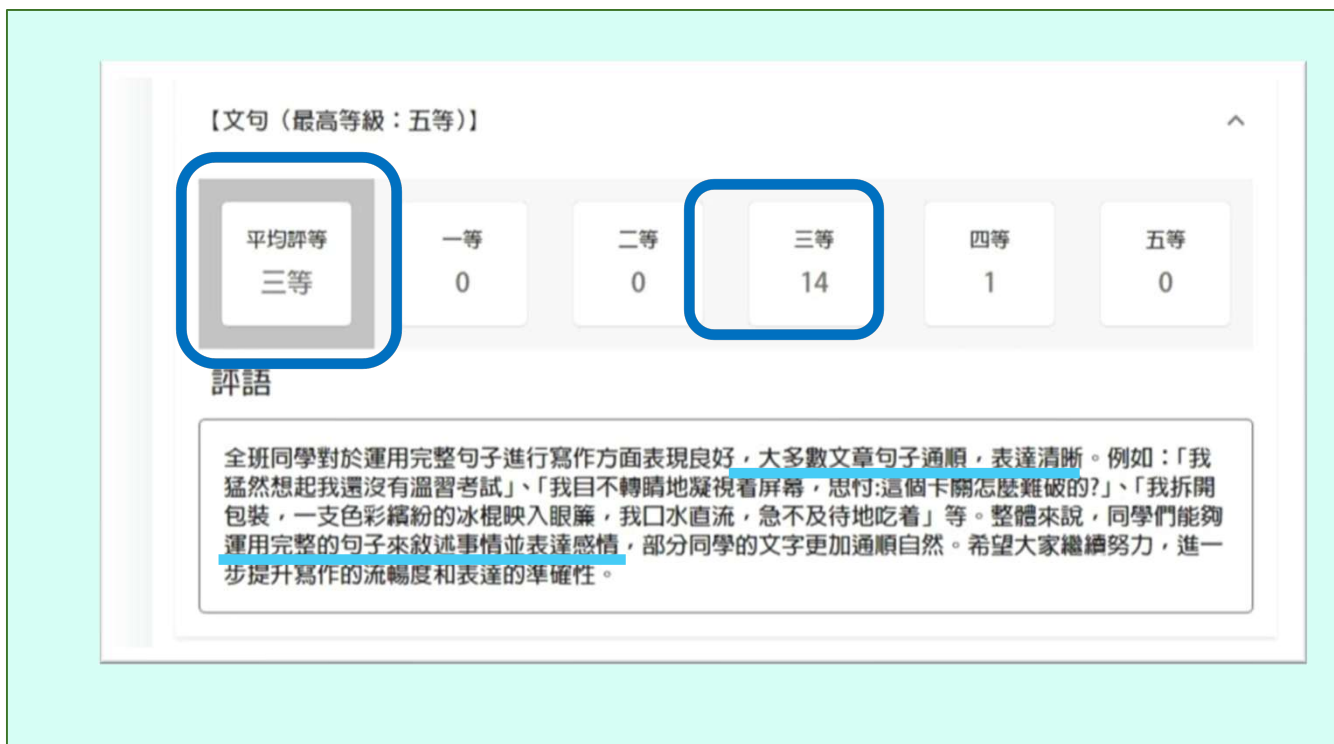 【文句（最高等級：五等）】
平均評等 一等 二等 三等 四等 五等
三等 0 0 14 1 0
評語
全班同學對於運用完整句子進行寫作方面表現良好，大多數文章句子通順，表達清晰。例如：「我
猛然想起我還沒有溫習考試」、「我目不轉睛地凝視着屏幕，思忖:這個卡關怎麼難破的?」、「我拆開
包裝，一支色彩繽紛的冰棍映入眼簾，我口水直流，急不及待地吃着」等。整體來說，同學們能夠
運用完整的句子來敘述事情並表達感情，部分同學的文字更加通順自然。希望大家繼續努力，進一
步提升寫作的流暢度和表達的準確性。